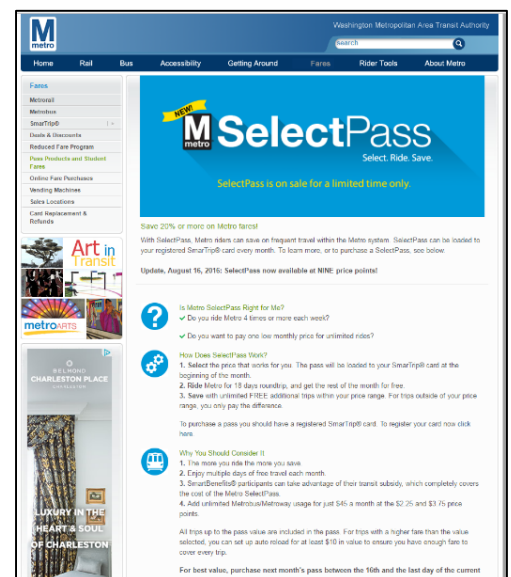 Washington Metropolitan Area Transit Authority
M
metro
Search
Home Rail Bus Accessibility Getting Around Fares Rider Tools About Metro
Fares
Metrorail
Metrobus
SmarTrip®
Deals & Discounts
Reduced Fare Program
Pass Products and Student
Fares
Online Fare Purchases
Vending Machines
Sales Locations
Card Replacement &
Refunds
NEW!
M
metro
SelectPass
Select. Ride. Save.
SelectPass is on sale for a limited time only.
Save 20% or more on Metro fares!
With SelectPass, Metro riders can save on frequent travel within the Metro system. SelectPass can be loaded to
your registered SmarTrip® card every month. To learn more, or to purchase a SelectPass, see below.
Update, August 16, 2016: SelectPass now available at NINE price points!
Art in
Transit
metroARTS
Is Metro SelectPass Right for Me?
✓ Do you ride Metro 4 times or more each week?
✓ Do you want to pay one low monthly price for unlimited rides?
How Does SelectPass Work?
1. Select the price that works for you. The pass will be loaded to your SmarTrip® card at the
beginning of the month.
2. Ride Metro for 18 days roundtrip, and get the rest of the month for free.
3. Save with unlimited FREE additional trips within your price range. For trips outside of your price
range, you only pay the difference.
To purchase a pass you should have a registered SmarTrip® card. To register your card now click
here.
Why You Should Consider It
1. The more you ride the more you save.
2. Enjoy multiple days of free travel each month.
3. SmartBenefits® participants can take advantage of their transit subsidy, which completely covers
the cost of the Metro SelectPass.
4. Add unlimited Metrobus/Metroway usage for just $45 a month at the $2.25 and $3.75 price
points.
All trips up to the pass value are included in the pass. For trips with a higher fare than the value
selected, you can set up auto reload for at least $10 in value to ensure you have enough fare to
cover every trip.
For best value, purchase next month's pass between the 16th and the last day of the current
BELMOND
CHARLESTON PLACE
LUXURY IN THE
HEART & SOUL
OF CHARLESTON